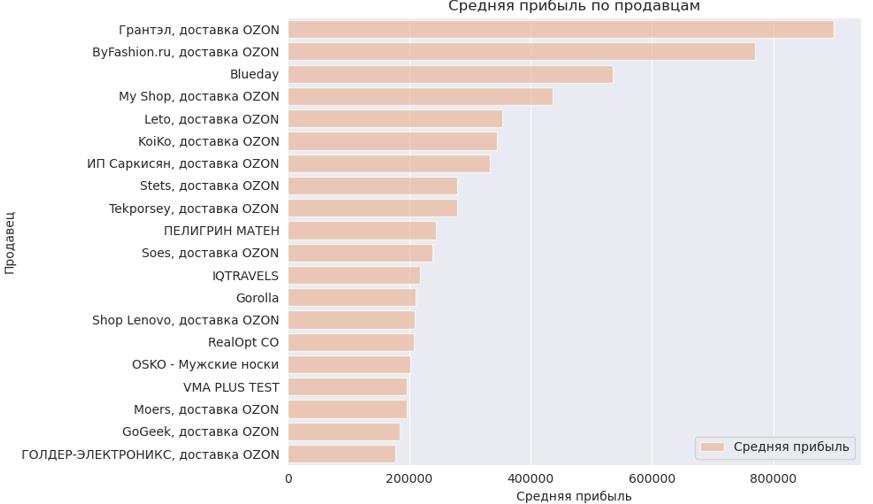 Средняя прибыль по продавцам
Грантэл, доставка OZON
ByFashion.ru, доставка OZON
Blueday
My Shop, доставка OZON
Leto, доставка OZON
KoiKo, доставка OZON
ИП Саркисян, доставка OZON
Stets, доставка OZON
Tekporsey, доставка OZON
ПЕЛИГРИН МАТЕН
Soes, доставка OZON
IQTRAVELS
Gorolla
Shop Lenovo, доставка OZON
RealOpt CO
OSKO - Мужские носки
VMA PLUS TEST
Moers, доставка OZON
GoGeek, доставка OZON
ГОЛДЕР-ЭЛЕКТРОНИКС, доставка OZON
Продавец
Средняя прибыль
0 200000 400000 600000 800000
Средняя прибыль